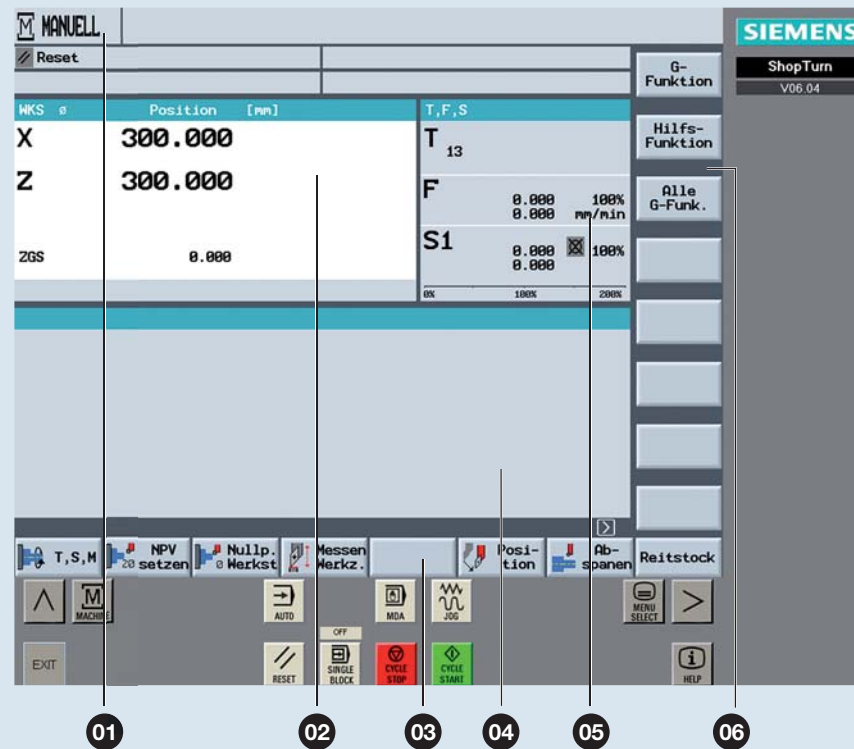 MANUELL
SIEMENS
Reset
G-
Funktion
ShopTurn
V06.04
WKS ø Position [mm]
T,F,S
X 300.000
T 13
Hilfs-
Funktion
Z 300.000
F 0.000 100%
0.000 mm/min
Alle
G-Funk.
ZGS 0.000
S1 0.000 100%
0.000
0% 100% 200%
T,S,M
NPV
setzen
Nullp.
Werkst
Messen
Werkz.
Posi-
tion
Ab-
spanen
Reitstock
MACHINE
AUTO
MDA
JOG
MENU
SELECT
EXIT
RESET
OFF
SINGLE
BLOCK
CYCLE
STOP
CYCLE
START
HELP
01 02 03 04 05 06